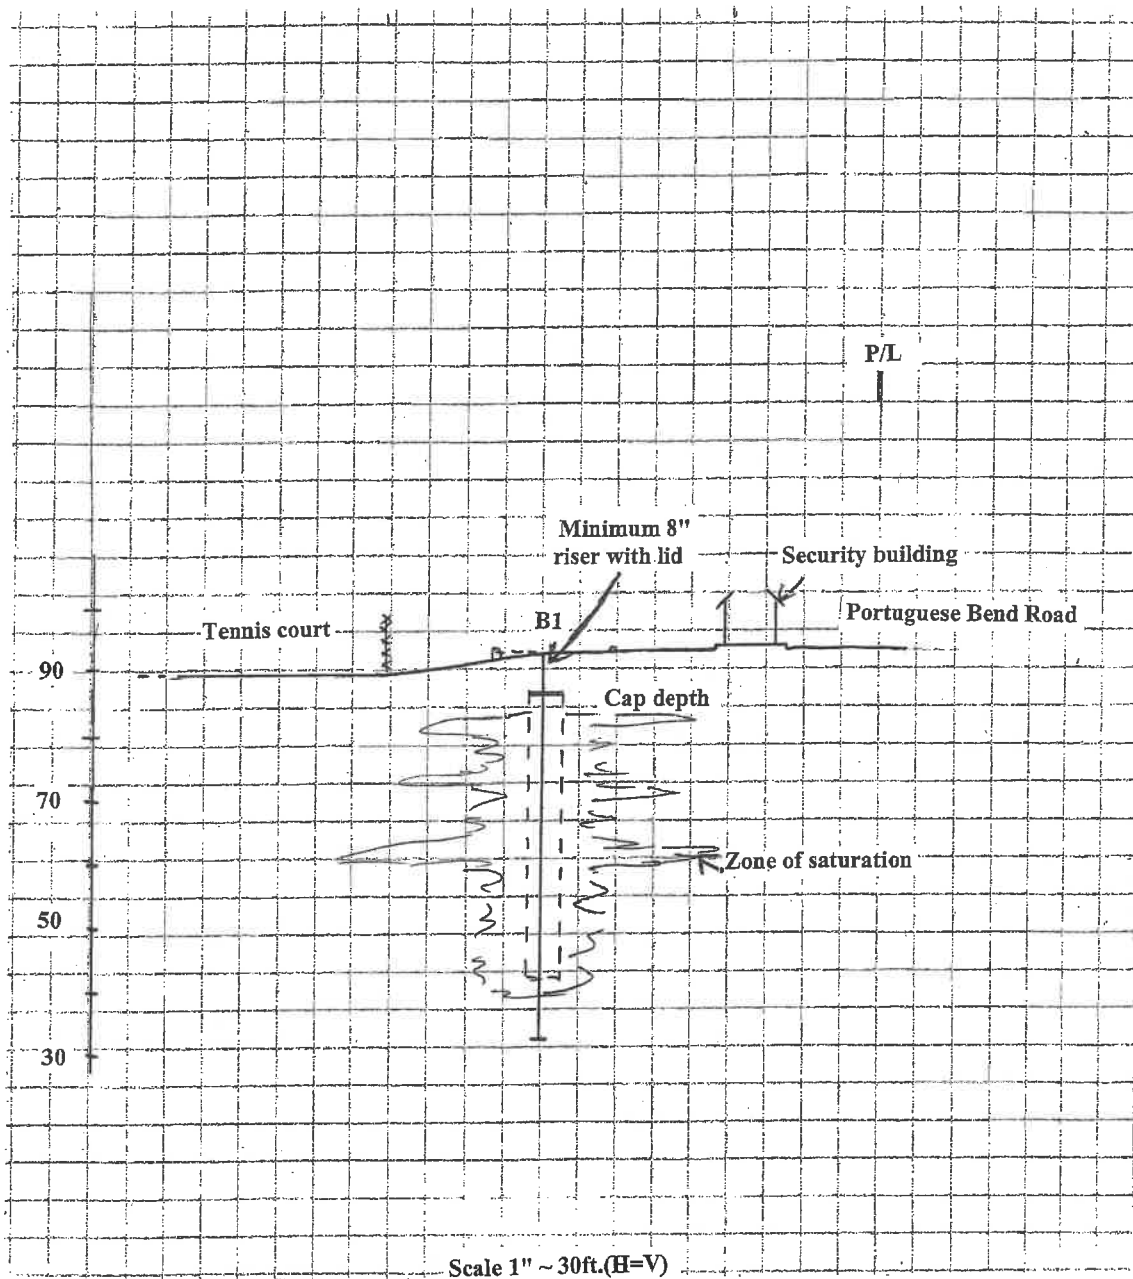 P/L
Minimum 8"
riser with lid
Security building
B1
Portuguese Bend Road
Tennis court
90
Cap depth
70
Zone of saturation
50
30
Scale 1" ~ 30ft.(H=V)